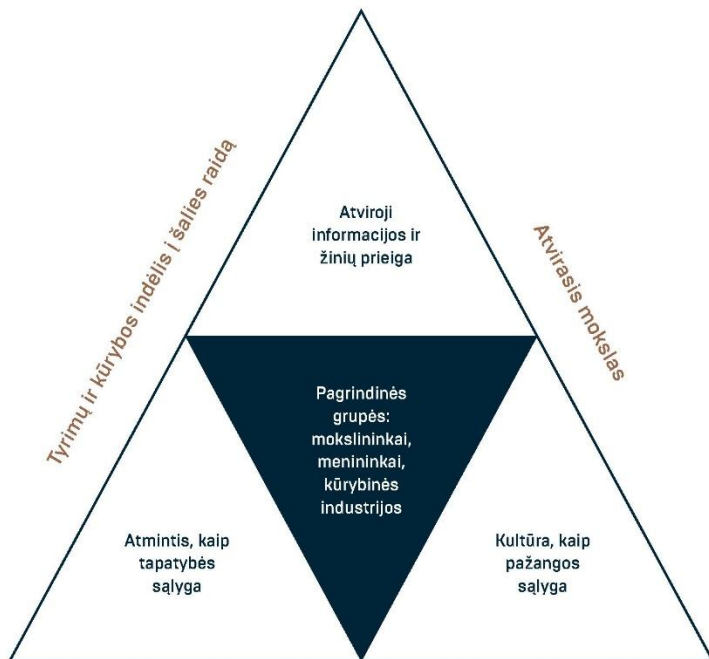 Tyrimų ir kūrybos indėlis į šalies raidą
Atvirasis mokslas
Atviroji
informacijos ir
žinių prieiga
Pagrindinės
grupės:
mokslininkai,
menininkai,
kūrybinės
industrijos
Atmintis, kaip
tapatybės
sąlyga
Kultūra, kaip
pažangos
sąlyga